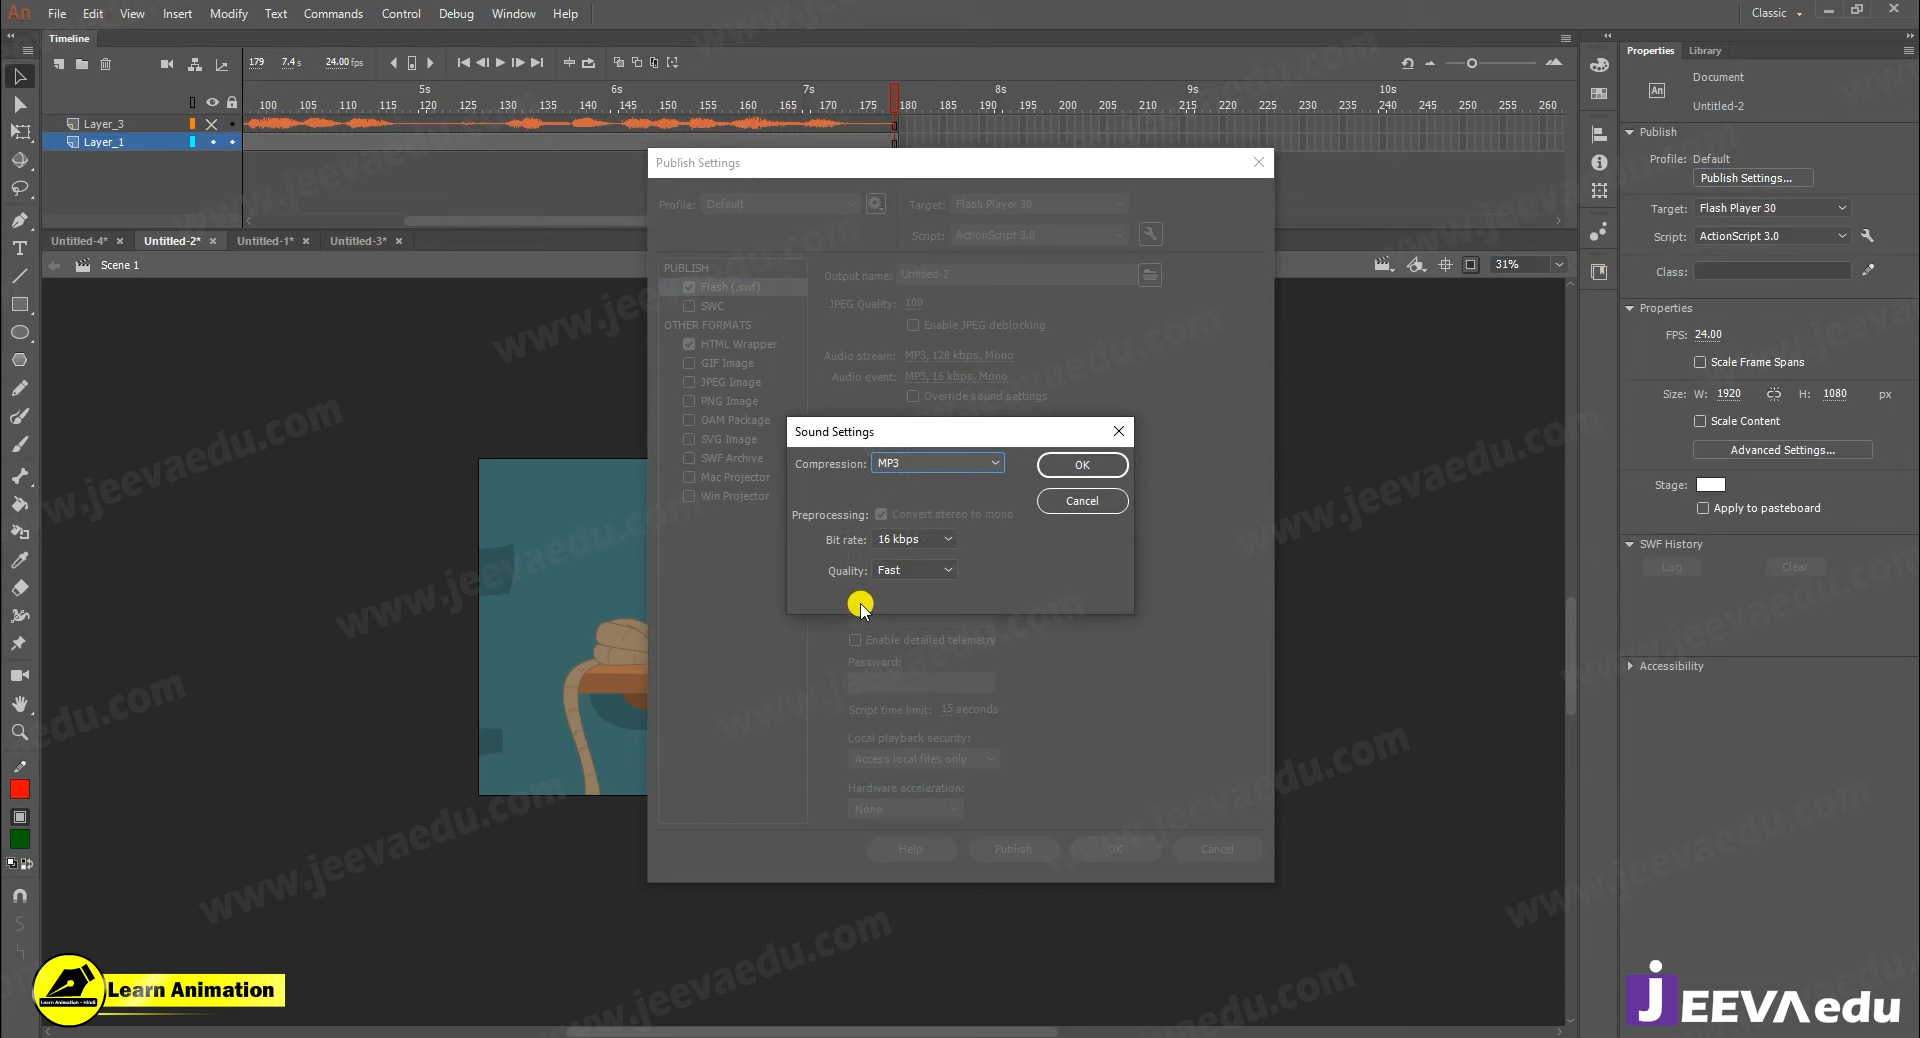 An File Edit View Insert Modify Text Commands Control Debug Window Help Classic
Timeline
179 7.4 s 24.00 fps
5s 6s 7s 8s 9s 10s
100 105 110 115 120 125 130 135 140 145 150 155 160 165 170 175 180 185 190 195 200 205 210 215 220 225 230 235 240 245 250 255 260
Layer_3
Layer_1
Untitled-4* Untitled-2* Untitled-1* Untitled-3*
Scene 1
31%
Publish Settings
Profile: Default
Target: Flash Player 30
Script: ActionScript 3.0
PUBLISH
Flash (.swf)
SWC
OTHER FORMATS
HTML Wrapper
GIF Image
JPEG Image
PNG Image
OAM Package
SVG Image
SWF Archive
Mac Projector
Win Projector
Output name: Untitled-2
JPEG Quality: 100
Enable JPEG deblocking
Audio stream: MP3, 128 kbps, Mono
Audio event: MP3, 16 kbps, Mono
Override sound settings
Sound Settings
Compression: MP3
OK
Cancel
Preprocessing: Convert stereo to mono
Bit rate: 16 kbps
Quality: Fast
Enable detailed telemetry
Password:
Script time limit: 15 seconds
Local playback security:
Access local files only
Hardware acceleration:
None
Help Publish OK Cancel
Properties Library
Document
An
Untitled-2
Publish
Profile: Default
Publish Settings...
Target: Flash Player 30
Script: ActionScript 3.0
Class:
Properties
FPS: 24.00
Scale Frame Spans
Size: W: 1920 H: 1080 px
Scale Content
Advanced Settings...
Stage:
Apply to pasteboard
SWF History
Log Clear
Accessibility
Learn Animation - Hindi
Learn Animation
JEEVA edu
www.jeevaedu.com